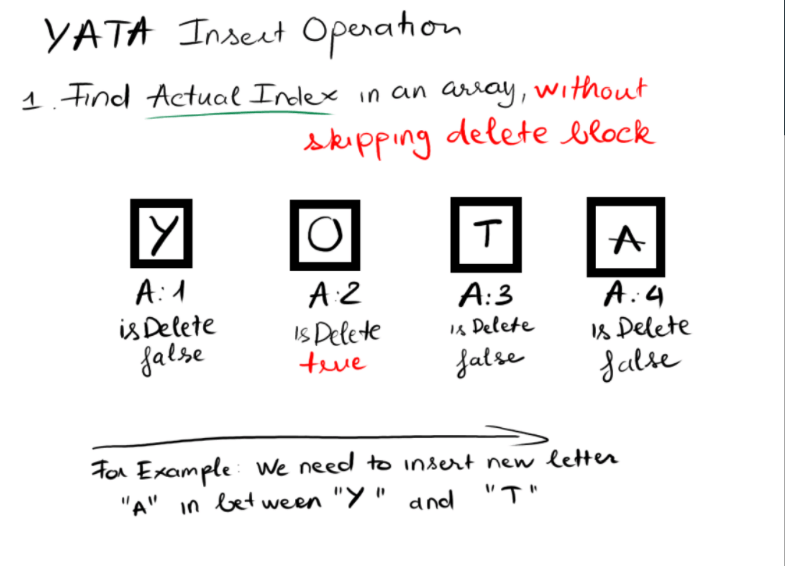 YATA Insert Operation
1. Find Actual Index in an array, without
skipping delete block
Y O T A
A:1 A:2 A:3 A:4
isDelete isDelete isDelete isDelete
false true false false
For Example: We need to insert new letter
"A" in between "Y" and "T"